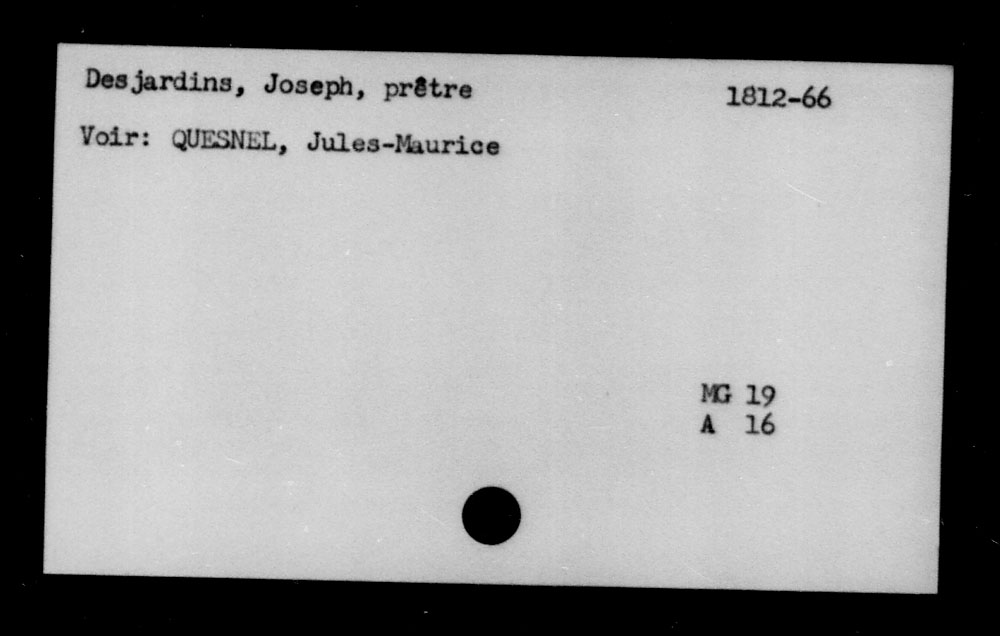 Desjardins, Joseph, prêtre 1812-66
Voir: QUESNEL, Jules-Maurice
MG 19
A 16